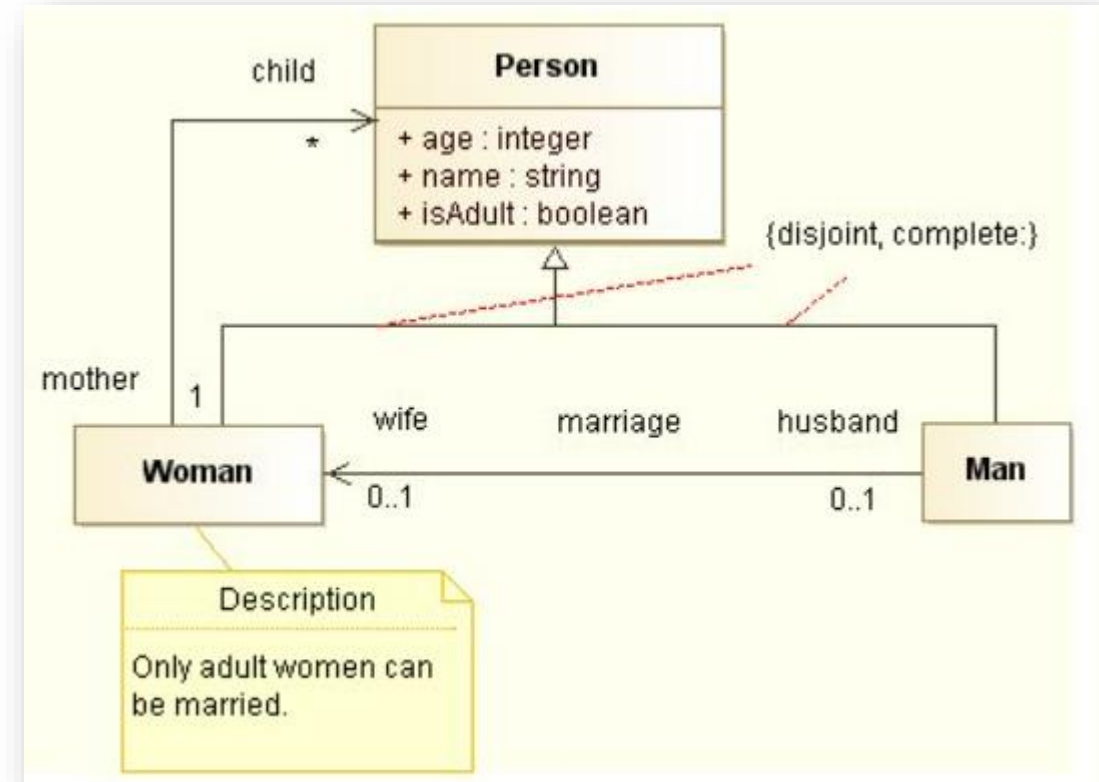 Person
child
*
+ age : integer
+ name : string
+ isAdult : boolean
{disjoint, complete:}
mother
1
wife
marriage
husband
Woman
0..1
0..1
Man
Description
Only adult women can
be married.